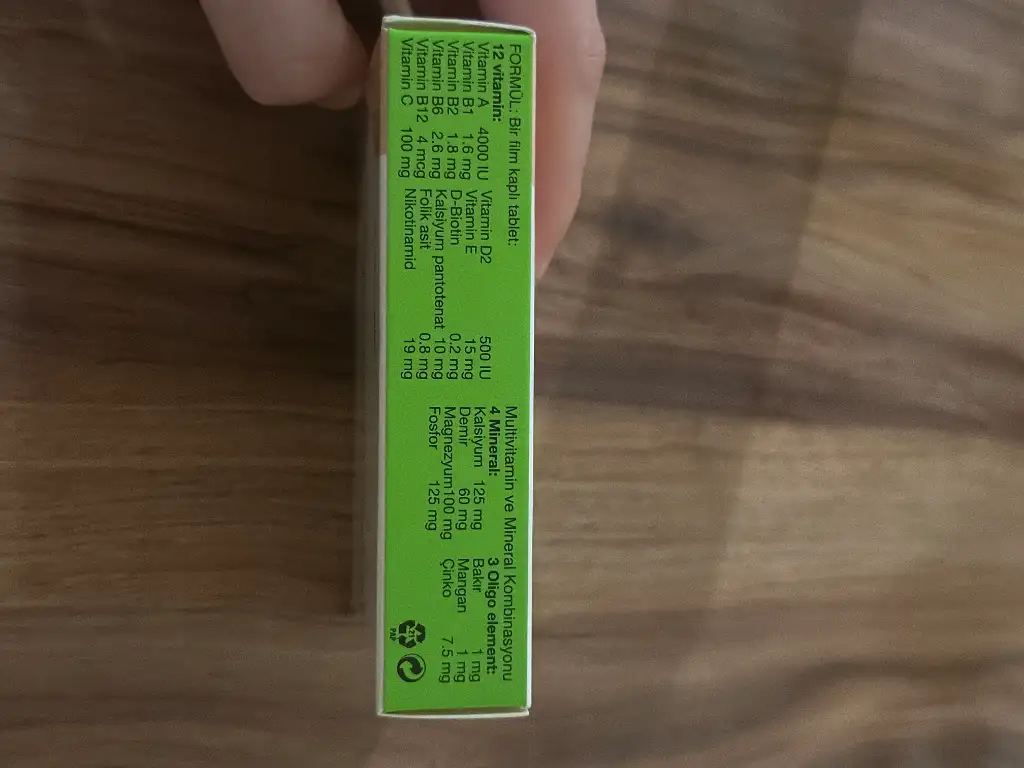 FORMÜL: Bir film kaplı tablet:
12 vitamin:
Vitamin A 4000 IU
Vitamin B1 1.6 mg
Vitamin B2 1.8 mg
Vitamin B6 2.6 mg
Vitamin B12 4 mcg
Vitamin C 100 mg
Vitamin D2 500 IU
Vitamin E 15 mg
D-Biotin 0.2 mg
Kalsiyum pantotenat 10 mg
Folik asit 0.8 mg
Nikotinamid 19 mg
Multivitamin ve Mineral Kombinasyonu
4 Mineral:
Kalsiyum 125 mg
Demir 60 mg
Magnezyum100 mg
Fosfor 125 mg
3 Oligo element:
Bakır 1 mg
Mangan 1 mg
Çinko 7.5 mg
21
PAP